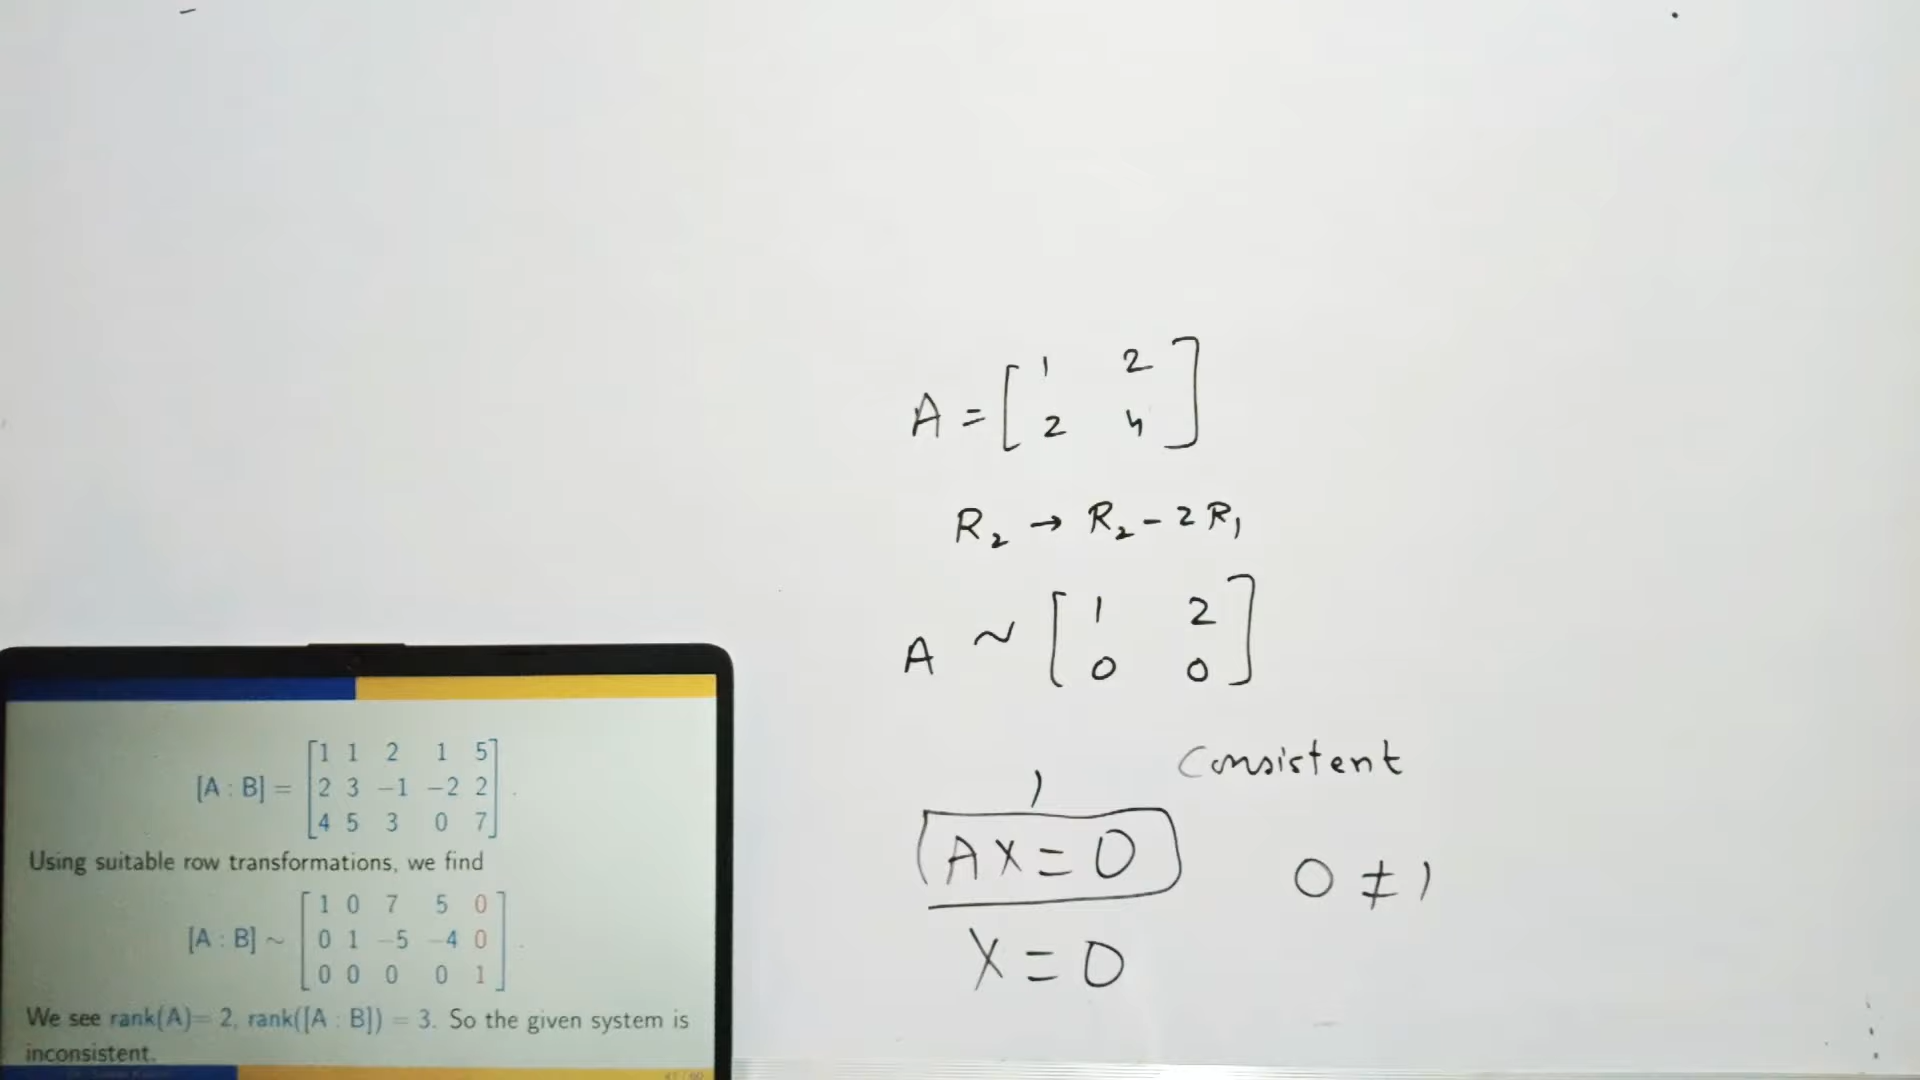 A = [ 1 2
2 4 ]
R₂ → R₂ - 2R₁
A ~ [ 1 2
0 0 ]
Consistent
AX = 0
0 ≠ 1
X = 0
[A : B] = [ 1 1 2 1 5
2 3 −1 −2 2
4 5 3 0 7 ] .
Using suitable row transformations, we find
[A : B] ~ [ 1 0 7 5 0
0 1 −5 −4 0
0 0 0 0 1 ] .
We see rank(A)= 2, rank([A : B]) = 3. So the given system is
inconsistent.